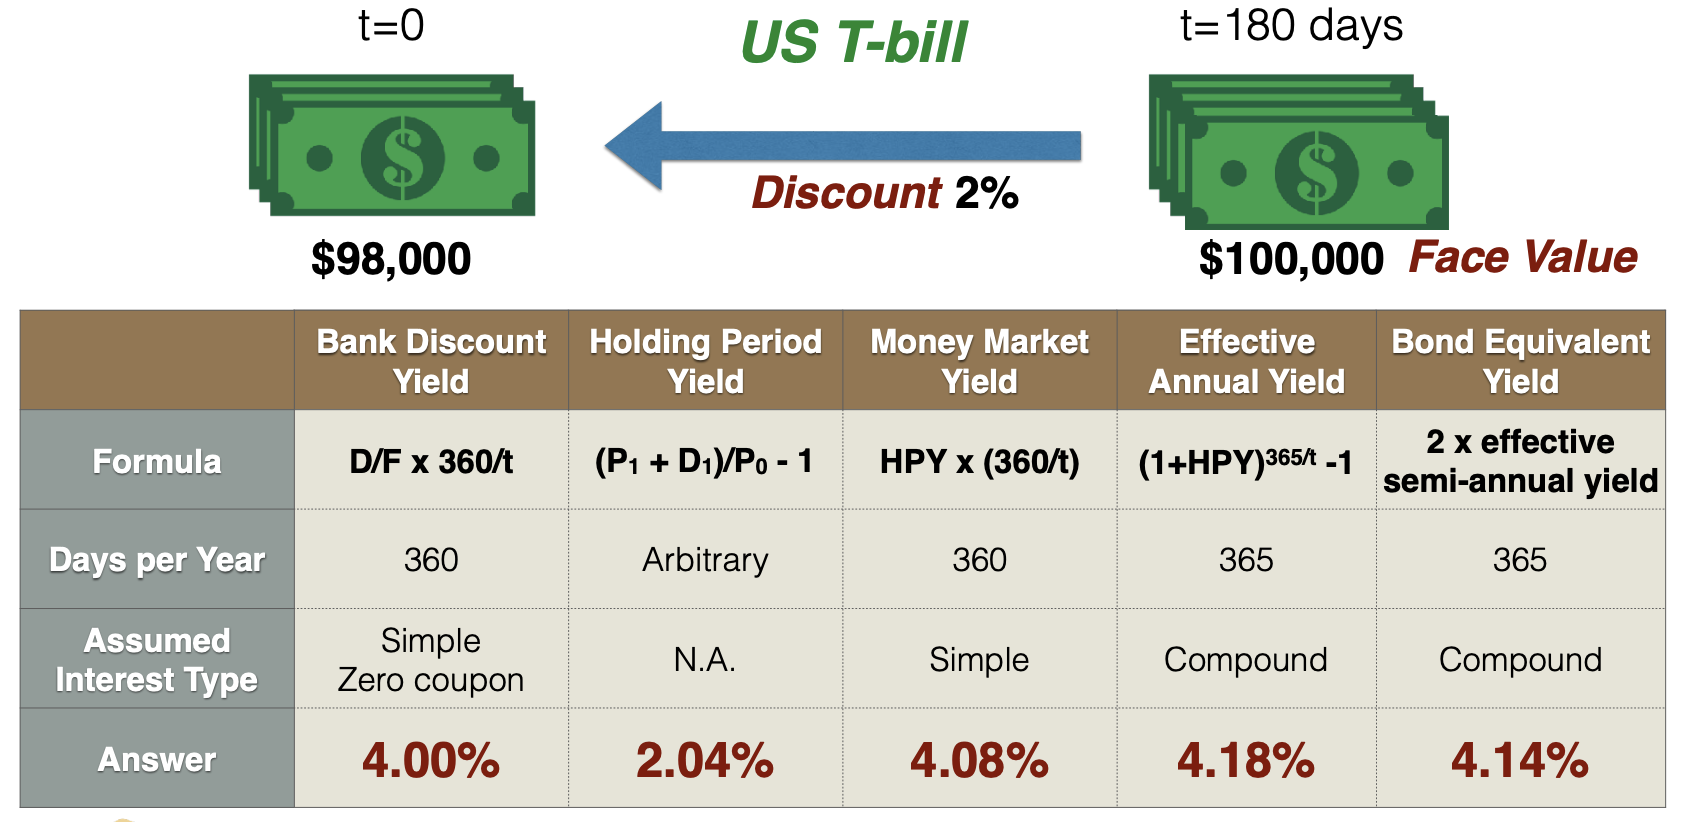 t=0
US T-bill
t=180 days
Discount 2%
$98,000
$100,000 Face Value
Bank Discount Yield
Holding Period Yield
Money Market Yield
Effective Annual Yield
Bond Equivalent Yield
Formula
D/F x 360/t
(P₁ + D₁)/P₀ - 1
HPY x (360/t)
(1+HPY)³⁶⁵/ᵗ -1
2 x effective
semi-annual yield
Days per Year
360
Arbitrary
360
365
365
Assumed
Interest Type
Simple
Zero coupon
N.A.
Simple
Compound
Compound
Answer
4.00%
2.04%
4.08%
4.18%
4.14%